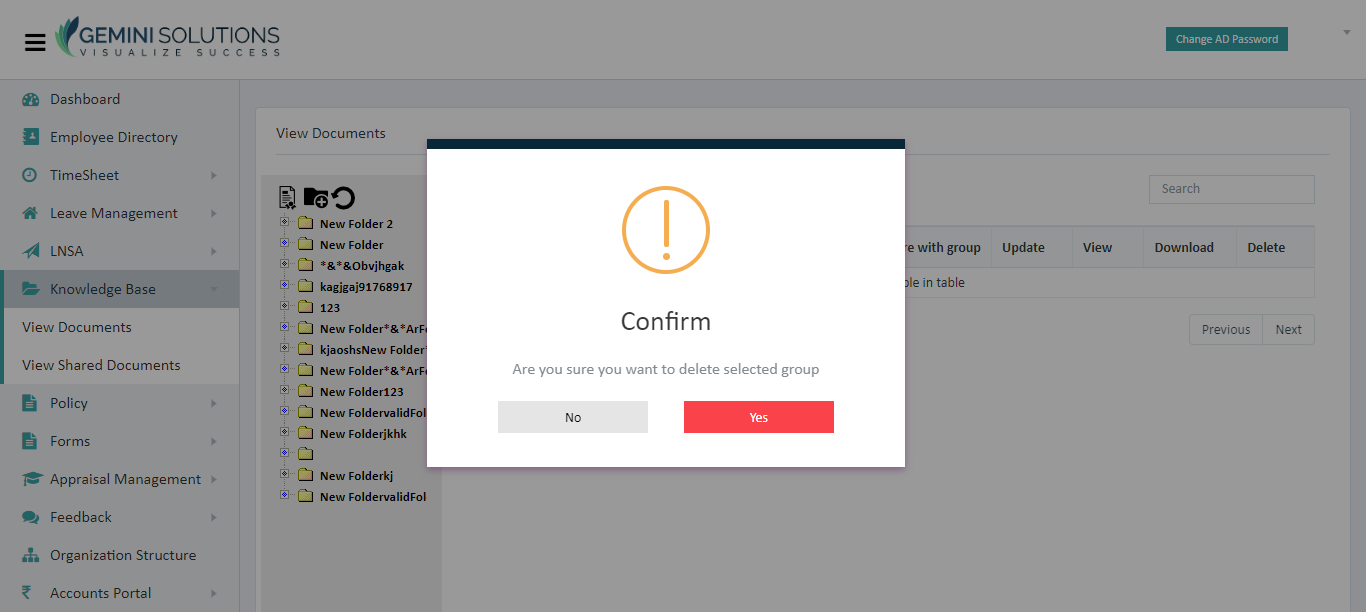 GEMINI SOLUTIONS
VISUALIZE SUCCESS
Change AD Password
Dashboard
Employee Directory
TimeSheet
Leave Management
LNSA
Knowledge Base
View Documents
View Shared Documents
Policy
Forms
Appraisal Management
Feedback
Organization Structure
Accounts Portal
View Documents
New Folder 2
New Folder
*&*&Obvjhgak
kagjgaj91768917
123
New Folder*&*ArFo
kjaoshsNew Folder*
New Folder*&*ArFo
New Folder123
New FoldervalidFol
New Folderjkhk
New Folderkj
New FoldervalidFol
Search
re with group Update View Download Delete
ble in table
Previous Next
Confirm
Are you sure you want to delete selected group
No Yes